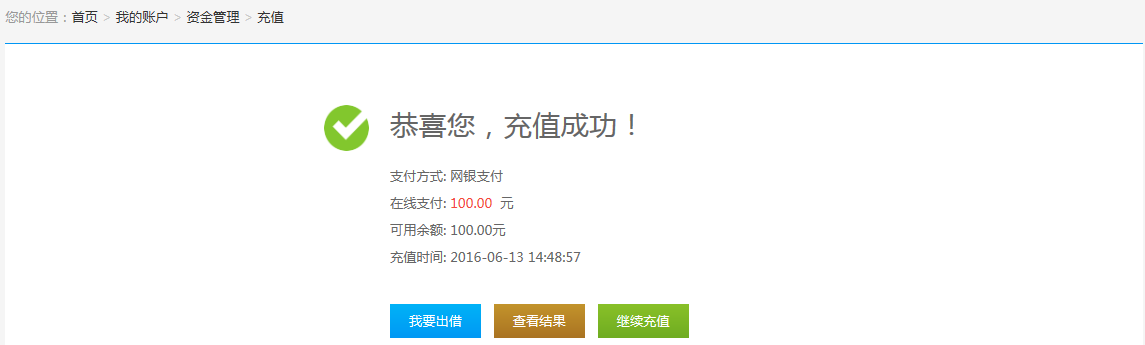 您的位置：首页 > 我的账户 > 资金管理 > 充值
恭喜您，充值成功！
支付方式: 网银支付
在线支付: 100.00 元
可用余额: 100.00元
充值时间: 2016-06-13 14:48:57
我要出借 查看结果 继续充值